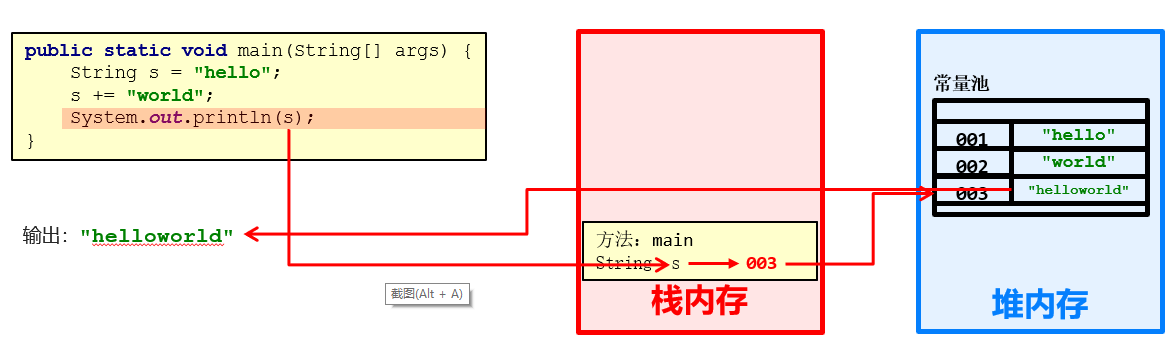 public static void main(String[] args) {
String s = "hello";
s += "world";
System.out.println(s);
}
输出: "helloworld"
截图(Alt + A)
方法: main
String s 003
栈内存
常量池
001 "hello"
002 "world"
003 "helloworld"
堆内存